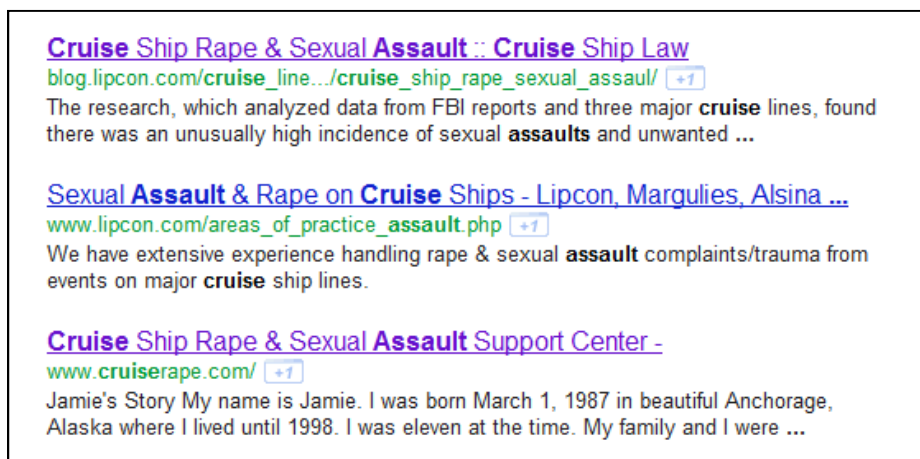 Cruise Ship Rape & Sexual Assault :: Cruise Ship Law
blog.lipcon.com/cruise_line.../cruise_ship_rape_sexual_assaul/ +1
The research, which analyzed data from FBI reports and three major cruise lines, found
there was an unusually high incidence of sexual assaults and unwanted ...
Sexual Assault & Rape on Cruise Ships - Lipcon, Margulies, Alsina ...
www.lipcon.com/areas_of_practice_assault.php +1
We have extensive experience handling rape & sexual assault complaints/trauma from
events on major cruise ship lines.
Cruise Ship Rape & Sexual Assault Support Center -
www.cruiserape.com/ +1
Jamie's Story My name is Jamie. I was born March 1, 1987 in beautiful Anchorage,
Alaska where I lived until 1998. I was eleven at the time. My family and I were ...